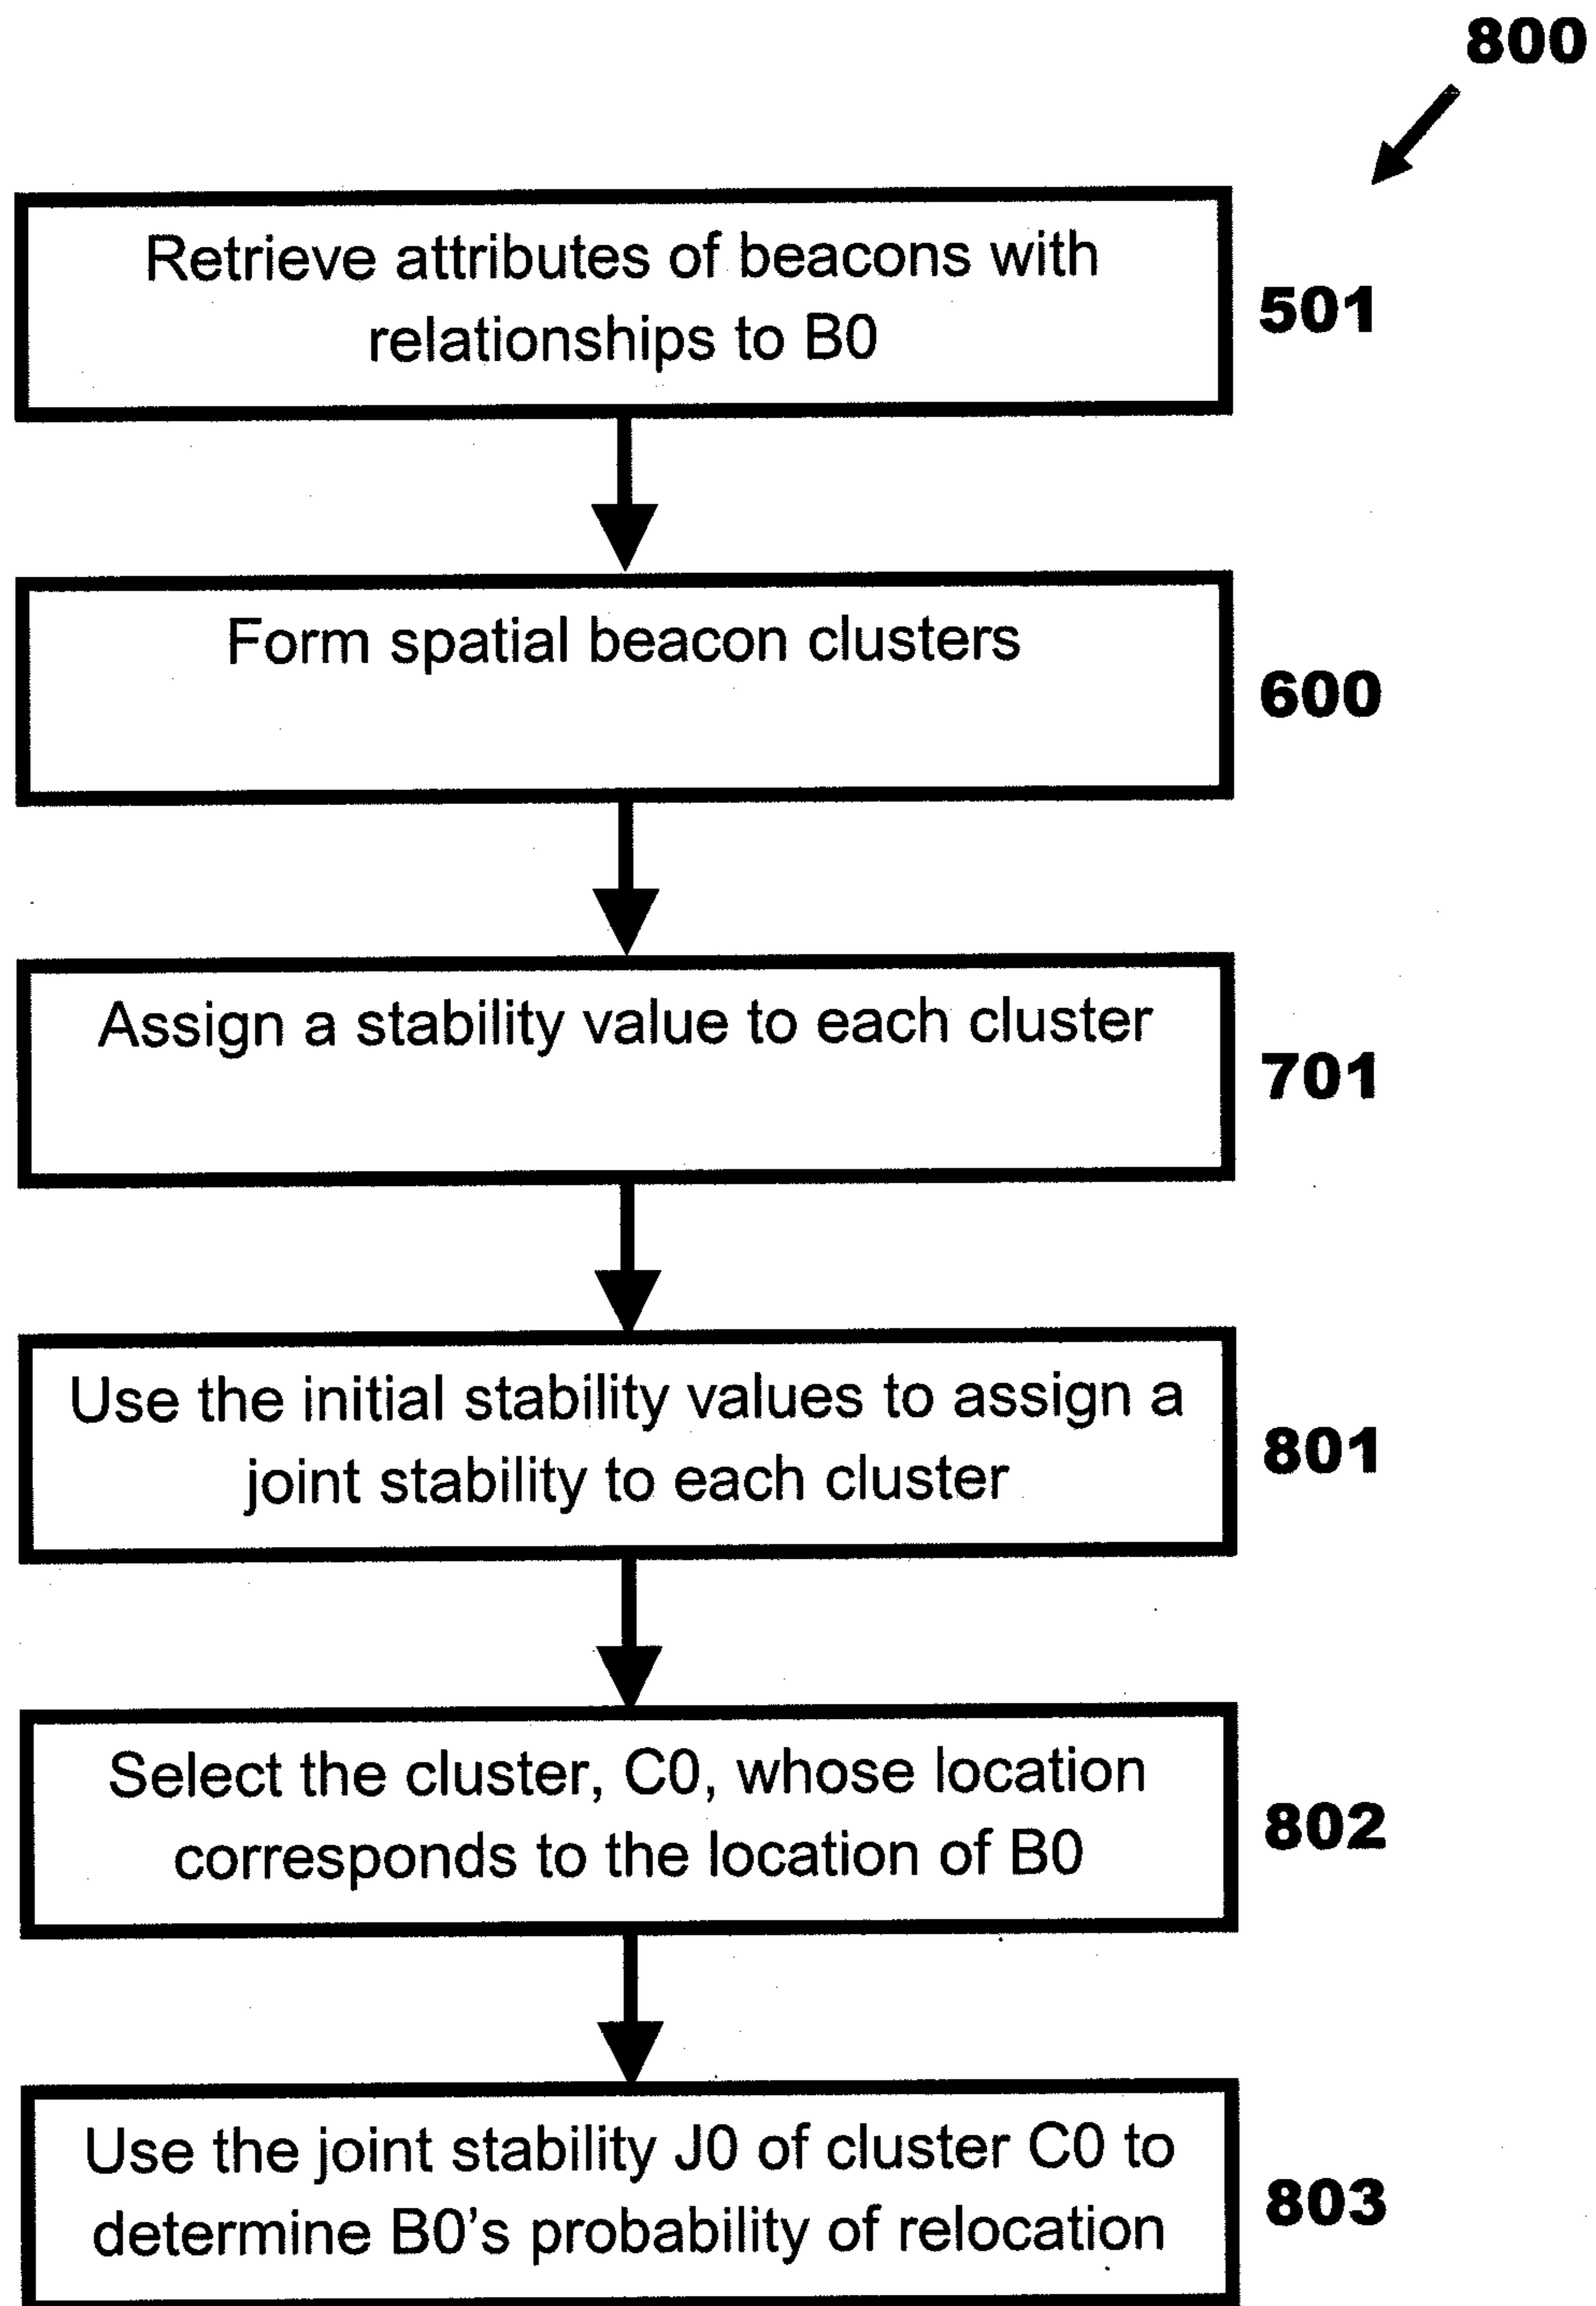 800
Retrieve attributes of beacons with
relationships to B0
501
Form spatial beacon clusters
600
Assign a stability value to each cluster
701
Use the initial stability values to assign a
joint stability to each cluster
801
Select the cluster, C0, whose location
corresponds to the location of B0
802
Use the joint stability J0 of cluster C0 to
determine B0's probability of relocation
803